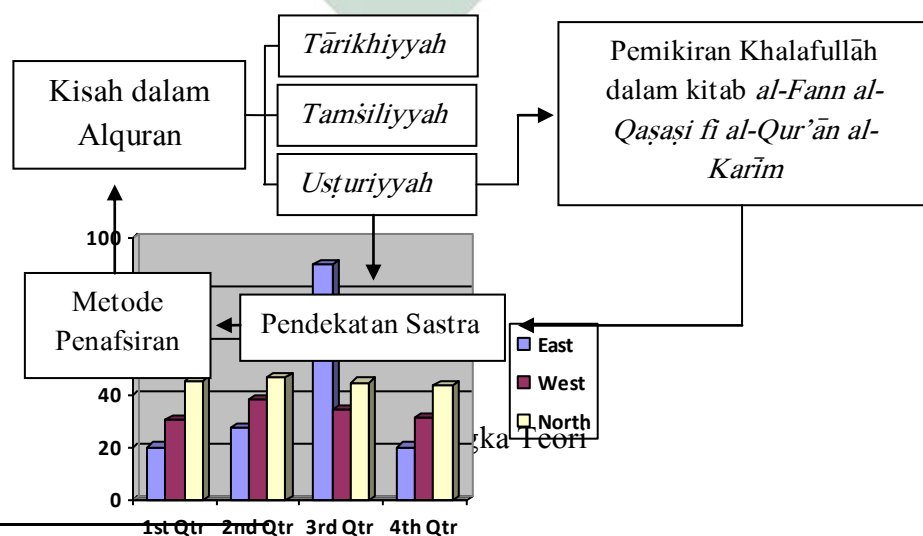 Tārikhiyyah
Kisah dalam
Alquran
Tamṡiliyyah
Usṭuriyyah
Pemikiran Khalafullāh
dalam kitab al-Fann al-
Qaṣaṣi fi al-Qur’ān al-
Karīm
Metode
Penafsiran
Pendekatan Sastra
100
40
20
0
1st Qtr 2nd Qtr 3rd Qtr 4th Qtr
East
West
North
Teori